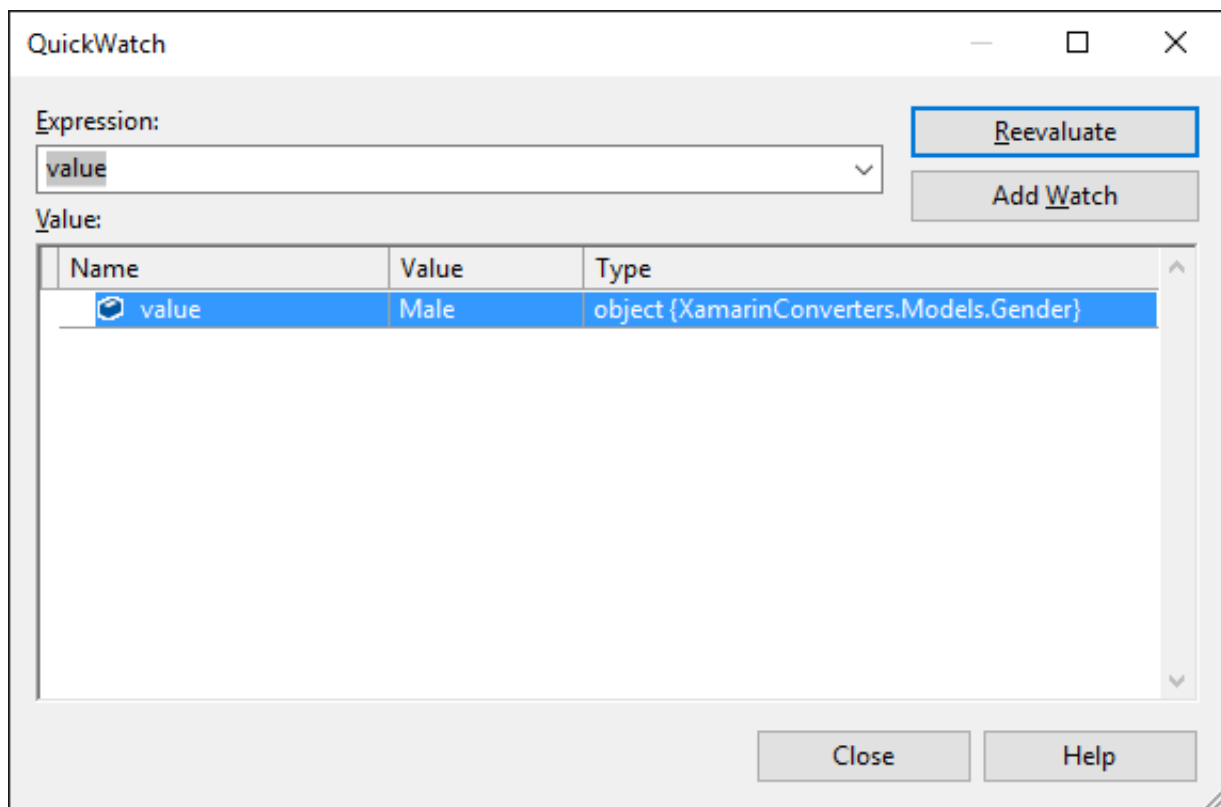 QuickWatch
Expression:
Reevaluate
value
Add Watch
Value:
Name Value Type
value Male object {XamarinConverters.Models.Gender}
Close Help